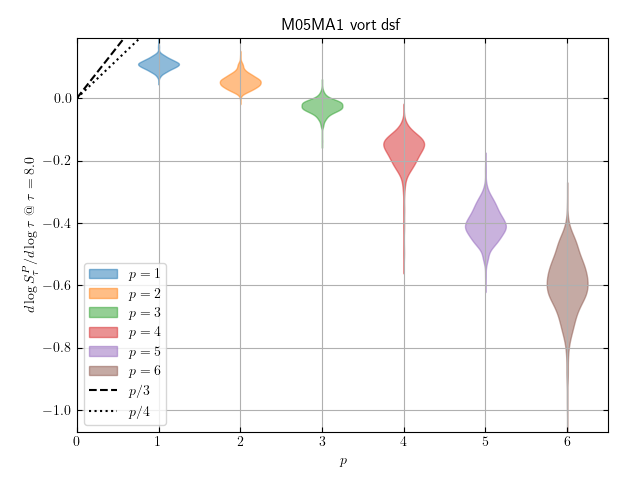 M05MA1 vort dsf
d log S_τ^P / d log τ @ τ = 8.0
0.0
−0.2
−0.4
−0.6
−0.8
−1.0
p = 1
p = 2
p = 3
p = 4
p = 5
p = 6
p/3
p/4
0 1 2 3 4 5 6
p